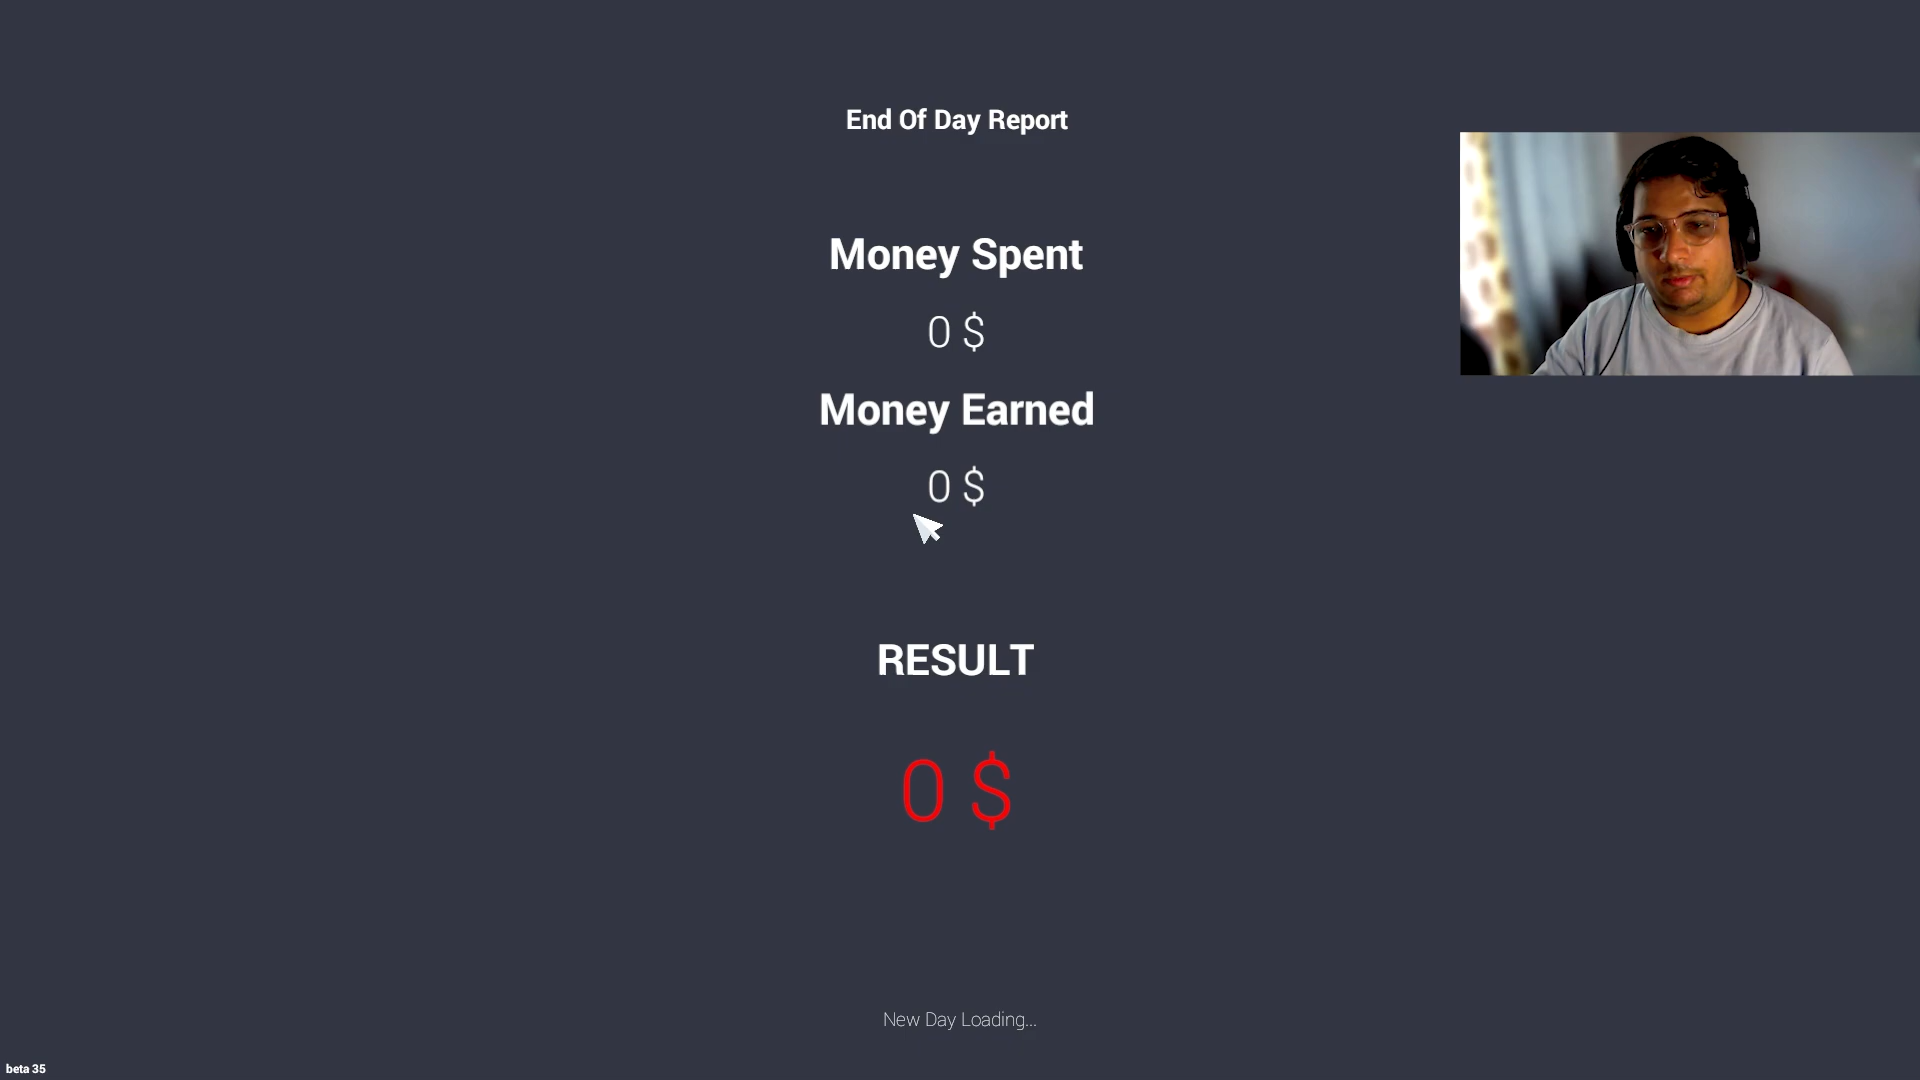 End Of Day Report
Money Spent
0 $
Money Earned
0 $
RESULT
0 $
New Day Loading...
beta 35